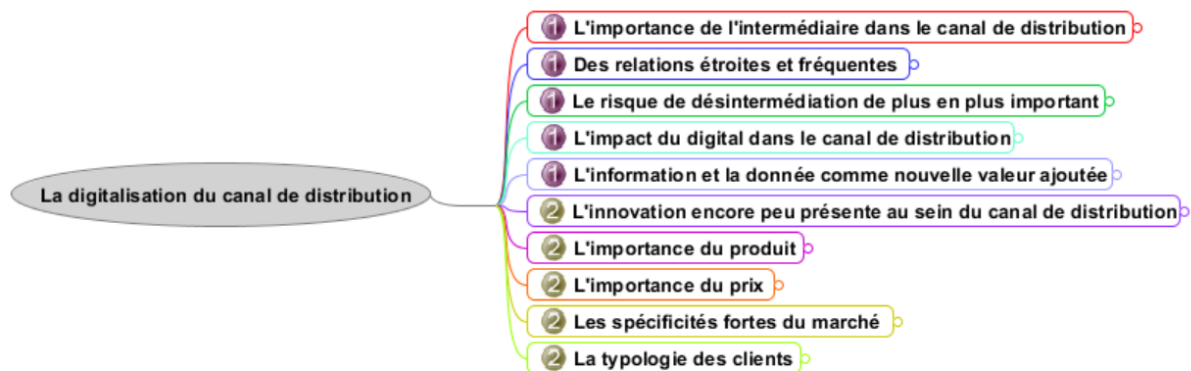 La digitalisation du canal de distribution
1 L'importance de l'intermédiaire dans le canal de distribution
1 Des relations étroites et fréquentes
1 Le risque de désintermédiation de plus en plus important
1 L'impact du digital dans le canal de distribution
1 L'information et la donnée comme nouvelle valeur ajoutée
2 L'innovation encore peu présente au sein du canal de distribution
2 L'importance du produit
2 L'importance du prix
2 Les spécificités fortes du marché
2 La typologie des clients